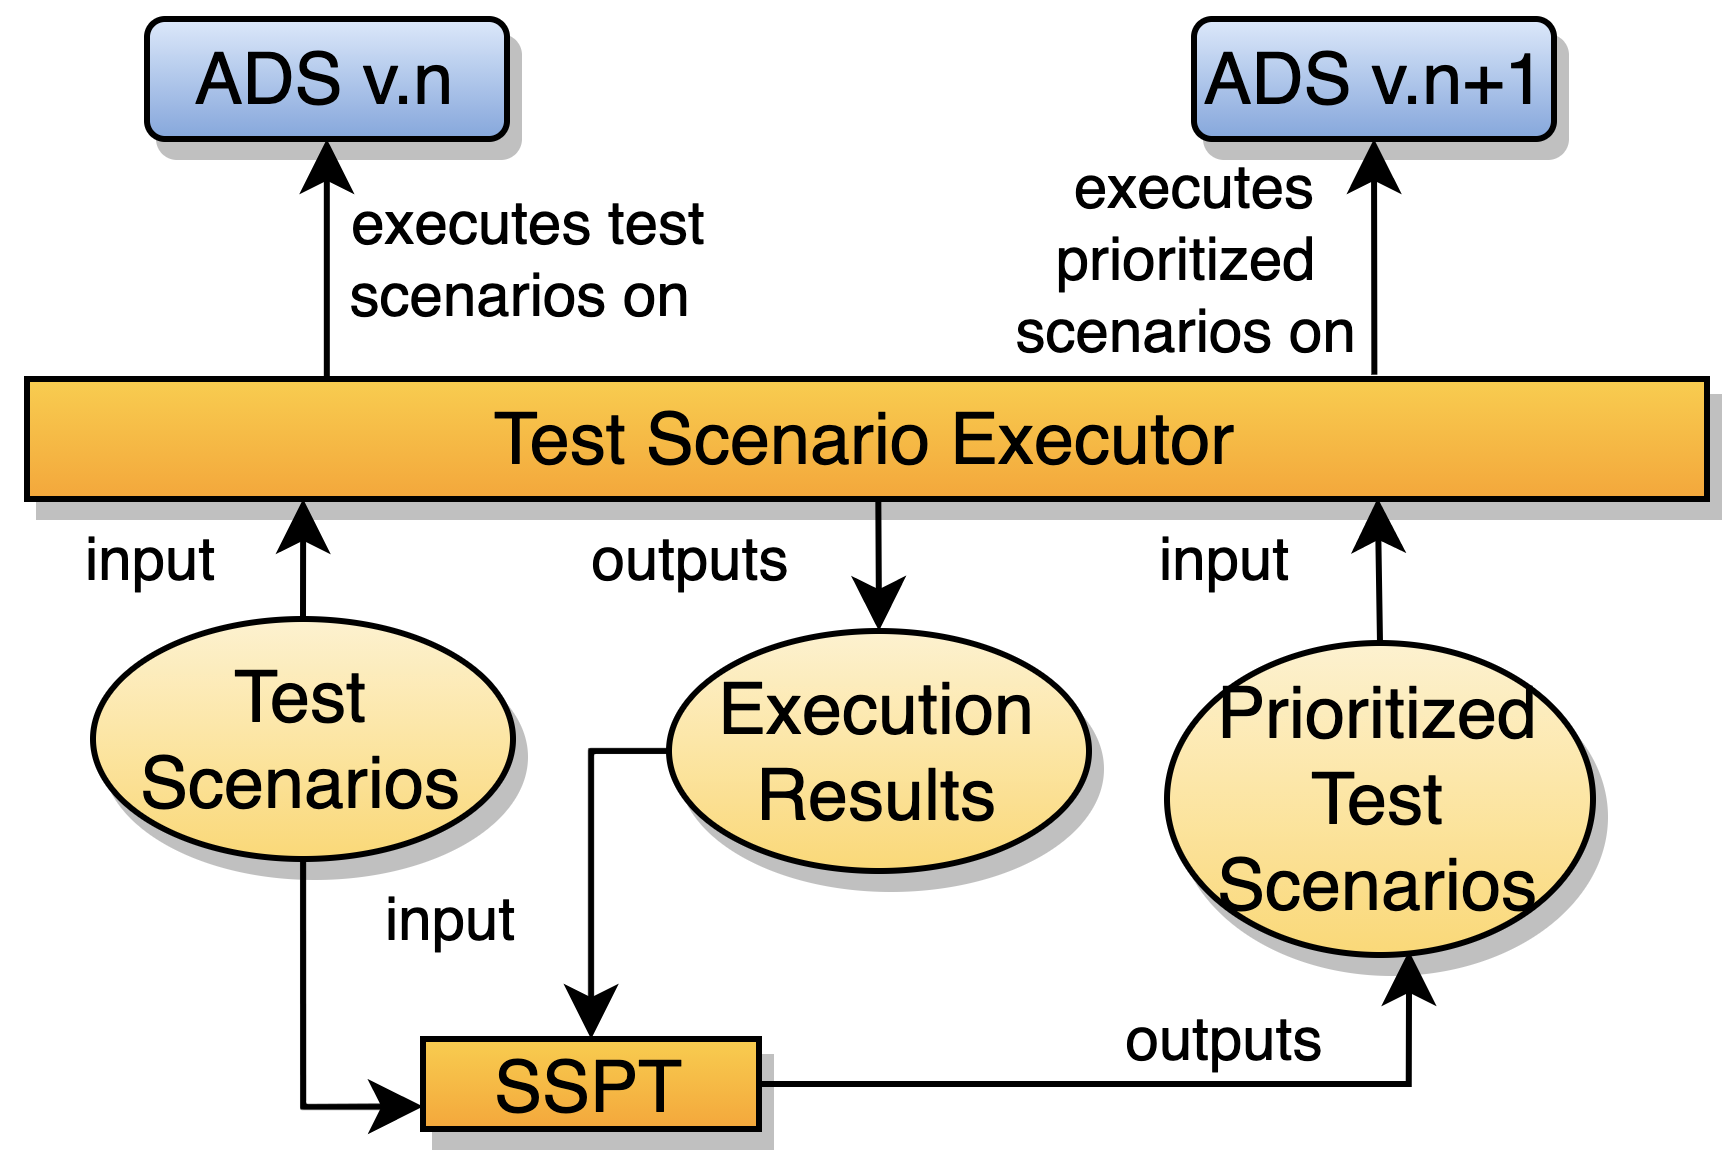 ADS v.n
ADS v.n+1
executes test
scenarios on
executes
prioritized
scenarios on
Test Scenario Executor
input
outputs
input
Test
Scenarios
Execution
Results
Prioritized
Test
Scenarios
input
outputs
SSPT